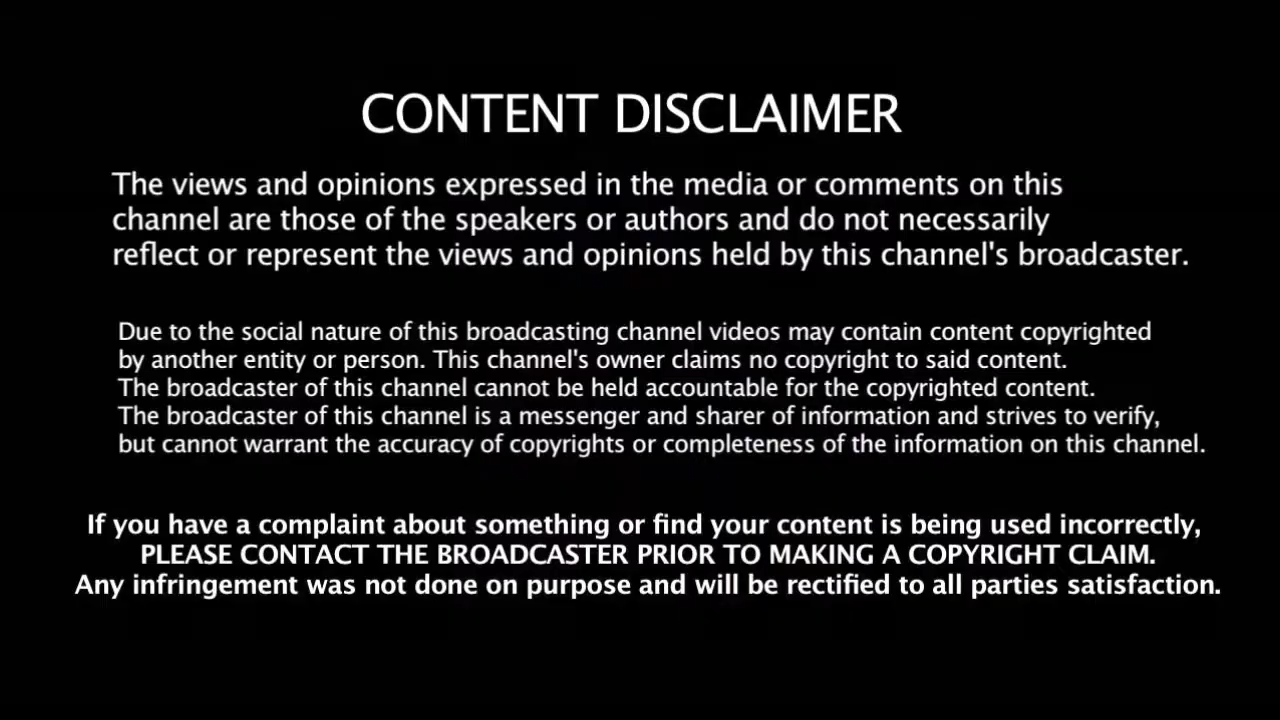 CONTENT DISCLAIMER
The views and opinions expressed in the media or comments on this
channel are those of the speakers or authors and do not necessarily
reflect or represent the views and opinions held by this channel's broadcaster.
Due to the social nature of this broadcasting channel videos may contain content copyrighted
by another entity or person. This channel's owner claims no copyright to said content.
The broadcaster of this channel cannot be held accountable for the copyrighted content.
The broadcaster of this channel is a messenger and sharer of information and strives to verify,
but cannot warrant the accuracy of copyrights or completeness of the information on this channel.
If you have a complaint about something or find your content is being used incorrectly,
PLEASE CONTACT THE BROADCASTER PRIOR TO MAKING A COPYRIGHT CLAIM.
Any infringement was not done on purpose and will be rectified to all parties satisfaction.